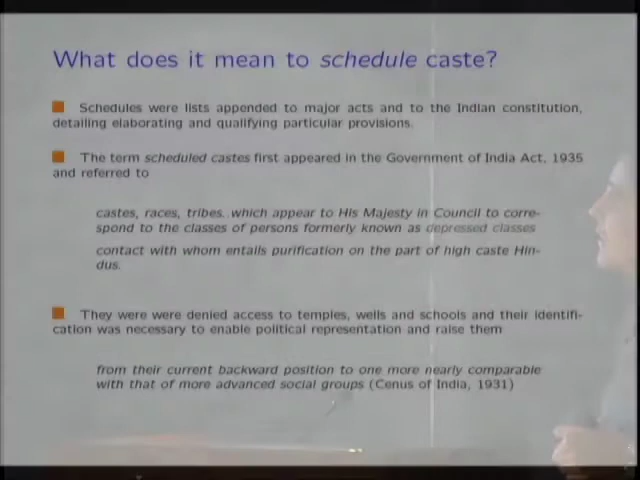 What does it mean to schedule caste?
Schedules were lists appended to major acts and to the Indian constitution,
detailing elaborating and qualifying particular provisions.
The term scheduled castes first appeared in the Government of India Act, 1935
and referred to
castes, races, tribes..which appear to His Majesty in Council to corre-
spond to the classes of persons formerly known as depressed classes
contact with whom entails purification on the part of high caste Hin-
dus.
They were were denied access to temples, wells and schools and their identifi-
cation was necessary to enable political representation and raise them
from their current backward position to one more nearly comparable
with that of more advanced social groups (Cenus of India, 1931)